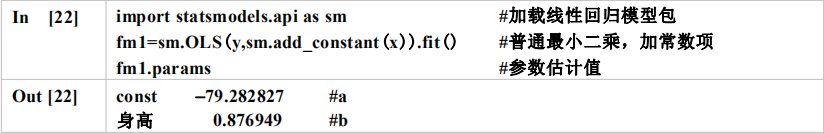 In [22] import statsmodels.api as sm #加载线性回归模型包
fm1=sm.OLS(y,sm.add_constant(x)).fit() #普通最小二乘，加常数项
fm1.params #参数估计值
Out [22] const −79.282827 #a
身高 0.876949 #b